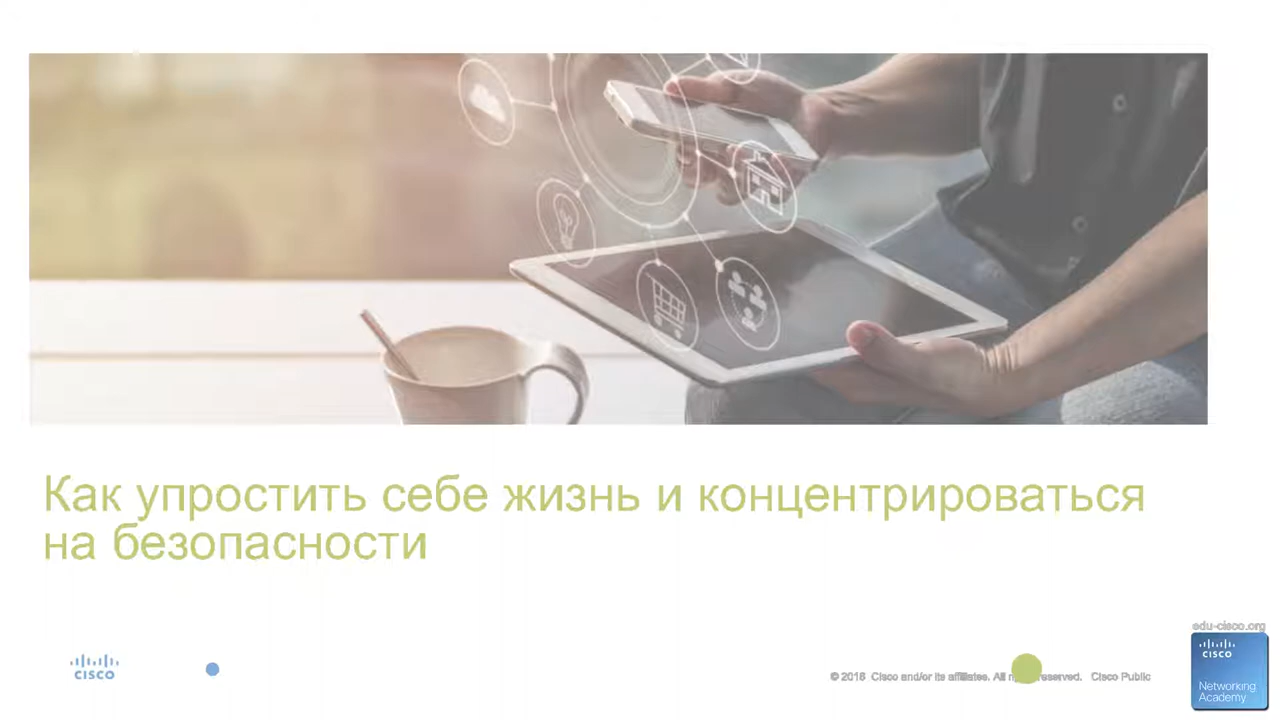 Как упростить себе жизнь и концентрироваться
на безопасности
edu-cisco.org
CISCO
© 2016 Cisco and/or its affiliates. All reserved. Cisco Public
CISCO
Networking
Academy